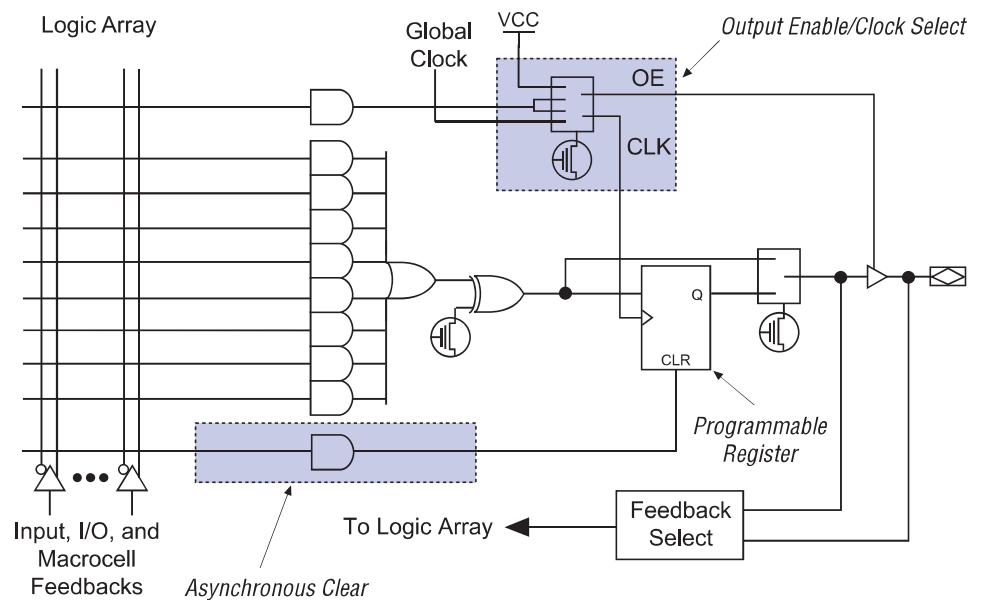 Logic Array
Global
Clock
VCC
Output Enable/Clock Select
OE
CLK
Q
CLR
Programmable
Register
Feedback
Select
To Logic Array
Input, I/O, and
Macrocell
Feedbacks
Asynchronous Clear